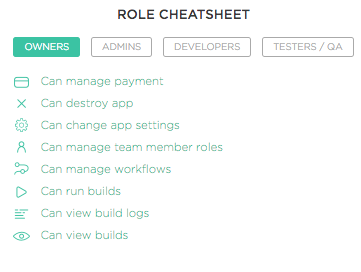 ROLE CHEATSHEET
OWNERS ADMINS DEVELOPERS TESTERS / QA
Can manage payment
Can destroy app
Can change app settings
Can manage team member roles
Can manage workflows
Can run builds
Can view build logs
Can view builds